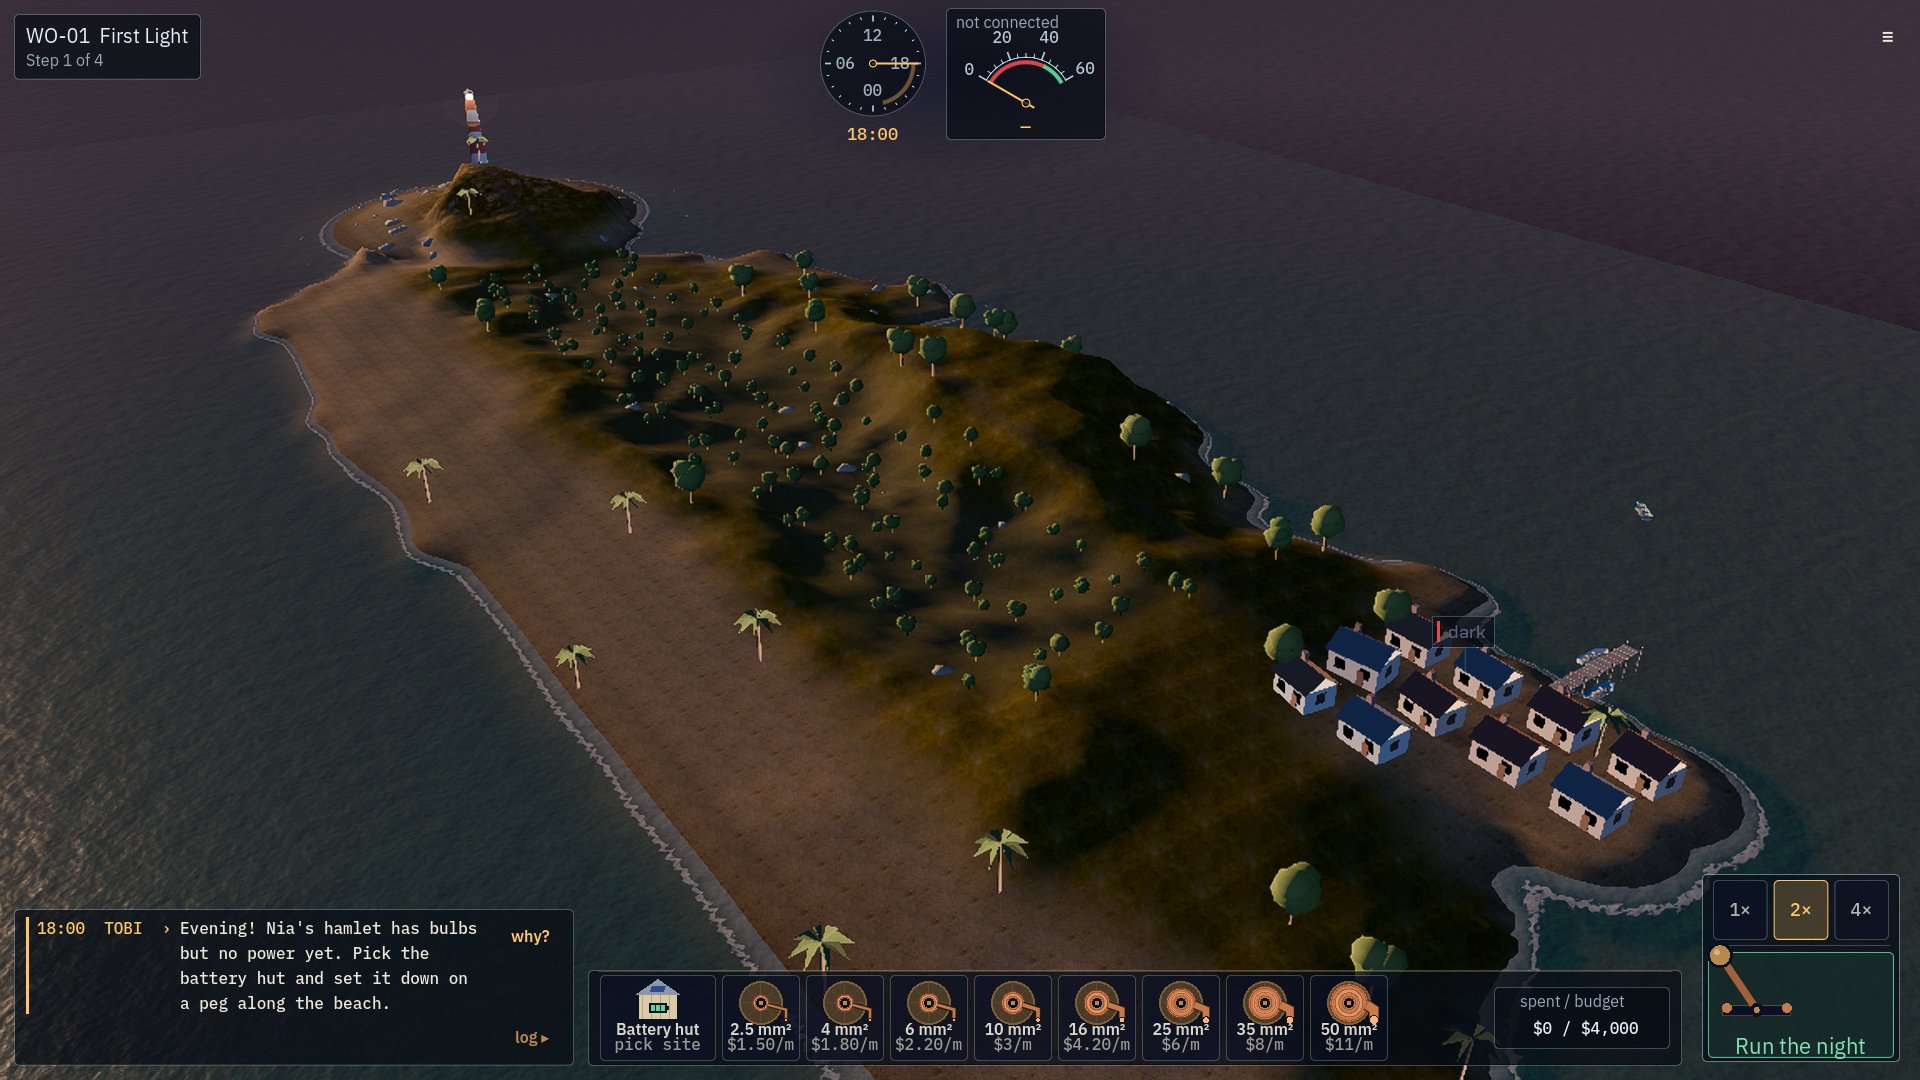 WO-01 First Light
Step 1 of 4
12
06 18
00
18:00
not connected
20 40
0 60
—
≡
dark
18:00 TOBI › Evening! Nia's hamlet has bulbs
but no power yet. Pick the
battery hut and set it down on
a peg along the beach.
why?
log ▸
Battery hut
pick site
2.5 mm²
$1.50/m
4 mm²
$1.80/m
6 mm²
$2.20/m
10 mm²
$3/m
16 mm²
$4.20/m
25 mm²
$6/m
35 mm²
$8/m
50 mm²
$11/m
spent / budget
$0 / $4,000
1× 2× 4×
Run the night